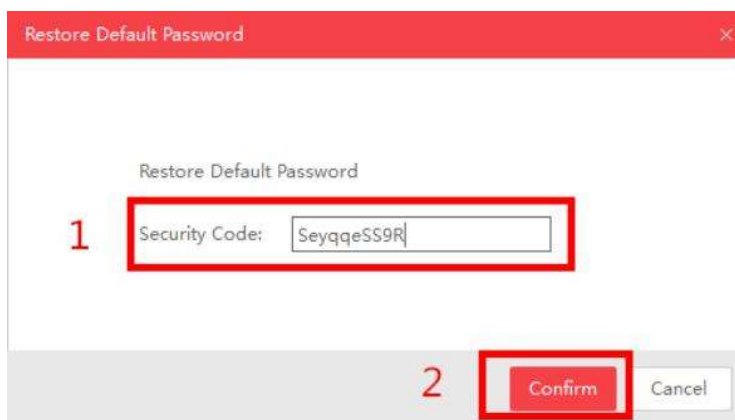 Restore Default Password
Restore Default Password
1 Security Code: SeyqqeSS9R
2 Confirm Cancel